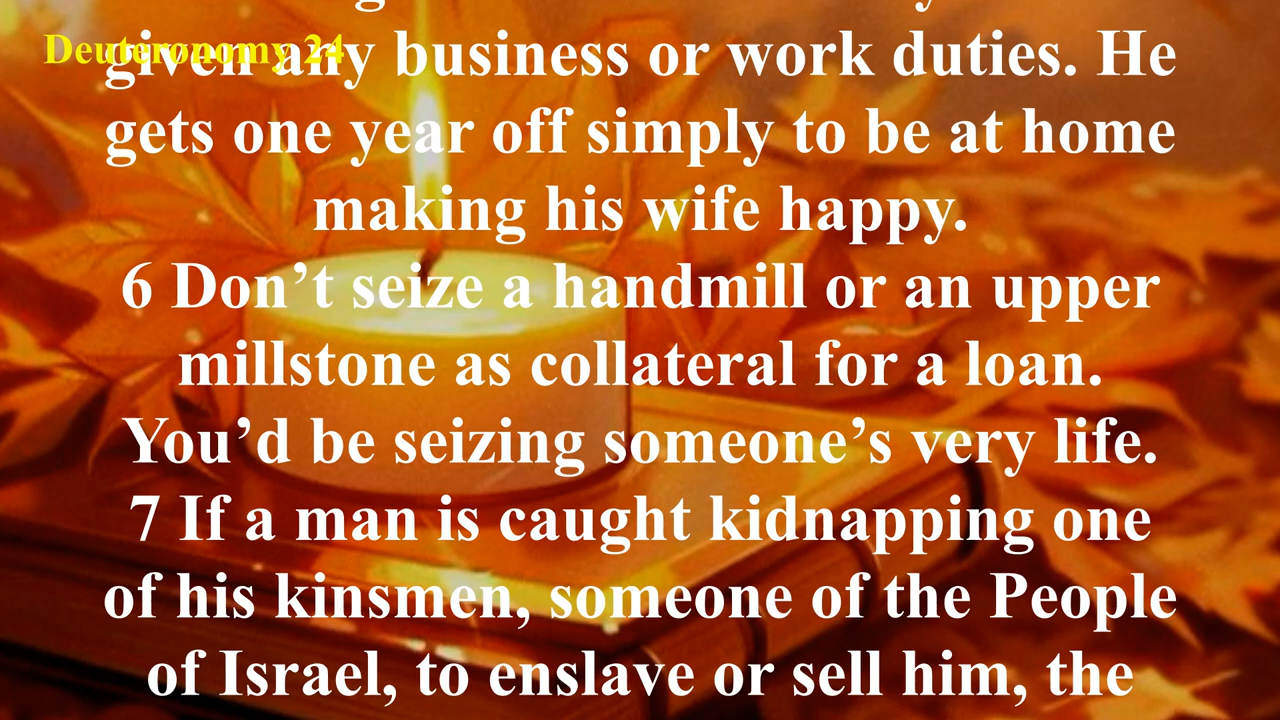 Deuteronomy 24
given any business or work duties. He
gets one year off simply to be at home
making his wife happy.
6 Don’t seize a handmill or an upper
millstone as collateral for a loan.
You’d be seizing someone’s very life.
7 If a man is caught kidnapping one
of his kinsmen, someone of the People
of Israel, to enslave or sell him, the